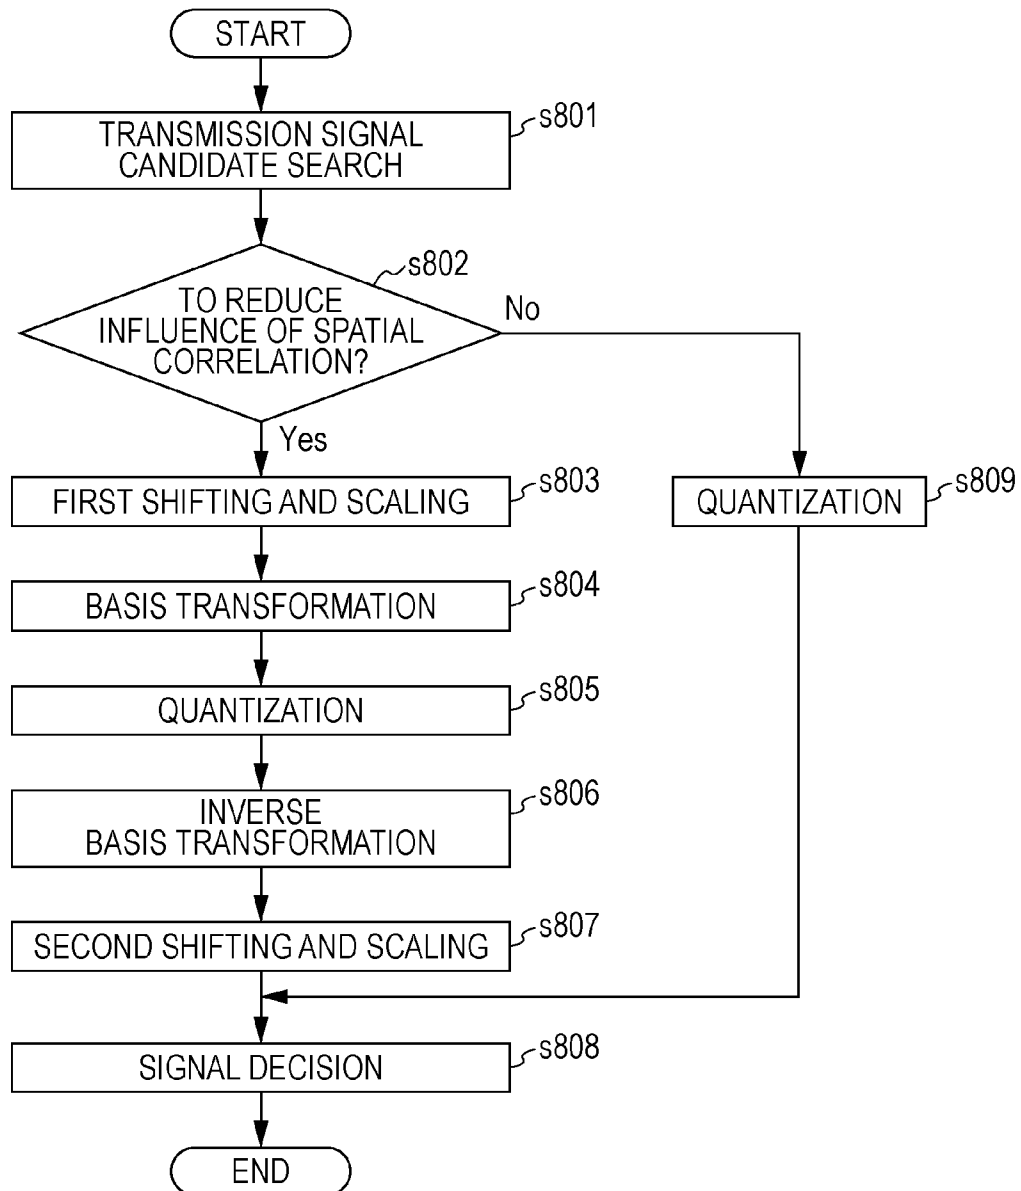 START
s801
TRANSMISSION SIGNAL
CANDIDATE SEARCH
s802
TO REDUCE
INFLUENCE OF SPATIAL
CORRELATION?
No
Yes
s803
FIRST SHIFTING AND SCALING
s809
QUANTIZATION
s804
BASIS TRANSFORMATION
s805
QUANTIZATION
s806
INVERSE
BASIS TRANSFORMATION
s807
SECOND SHIFTING AND SCALING
s808
SIGNAL DECISION
END